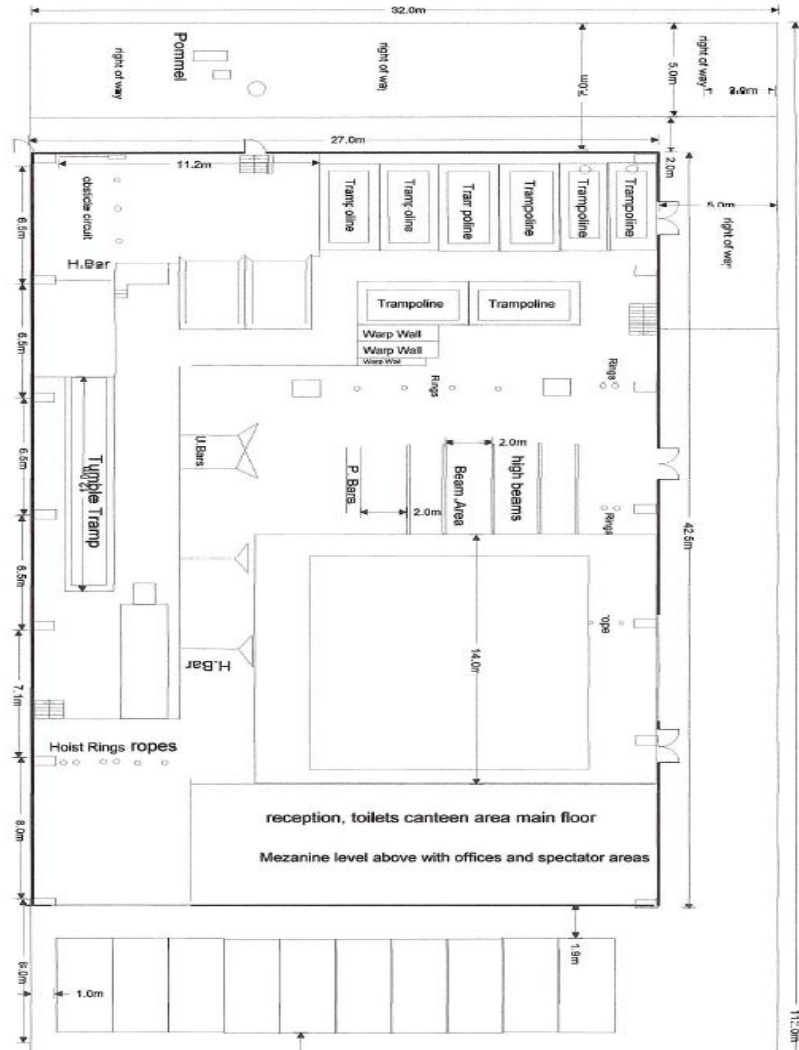 32.0m
Pommel
right of way
right of way
right of way
5.0m
7.0m
27.0m
2.0m
11.2m
5.0m
right of way
obsticle circuit
Trampoline
Trampoline
Trampoline
Trampoline
Trampoline
Trampoline
6.5m
H.Bar
Trampoline
Trampoline
Warp Wall
Warp Wall
Warp Wall
6.5m
Rings
Rings
6.5m
Tumble Tramp
U.Bars
P. Bars
2.0m
Beam Area
2.0m
high beams
Rings
42.5m
6.5m
rope
14.0m
H.Bar
7.1m
Hoist Rings ropes
8.0m
reception, toilets canteen area main floor
Mezanine level above with offices and spectator areas
6.0m
1.0m
1.9m
112.0m